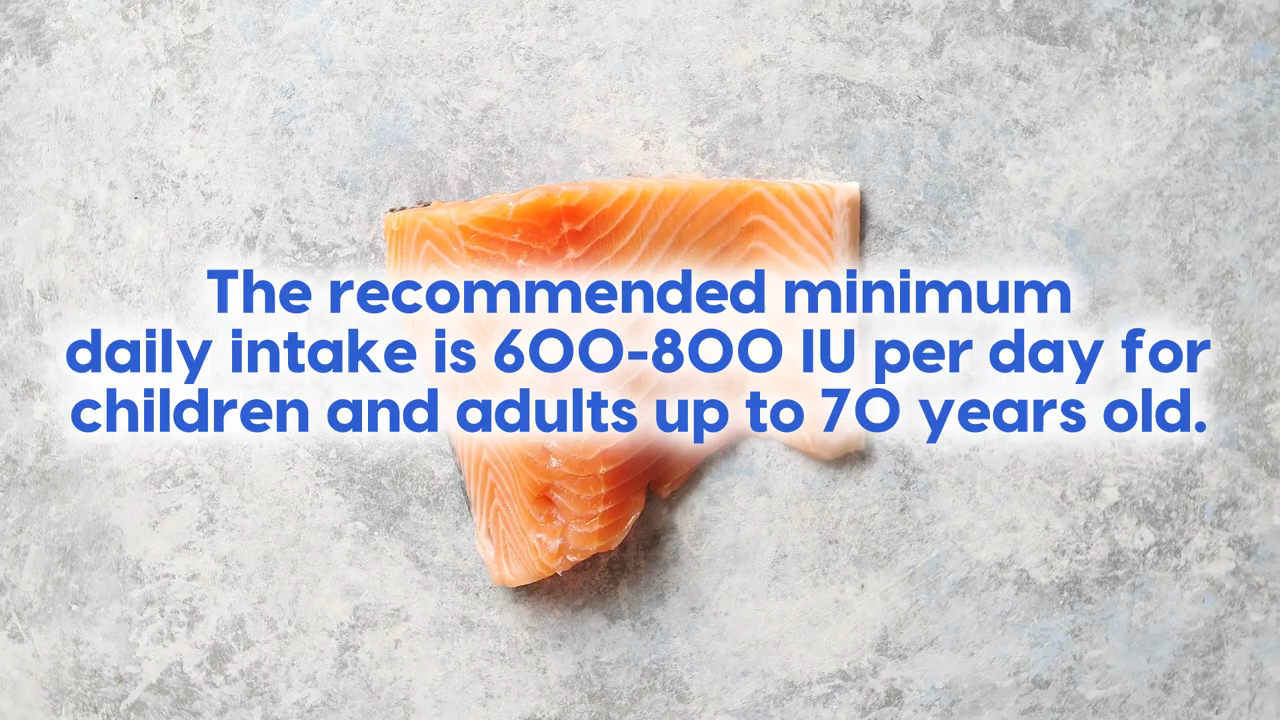 The recommended minimum
daily intake is 600-800 IU per day for
children and adults up to 70 years old.